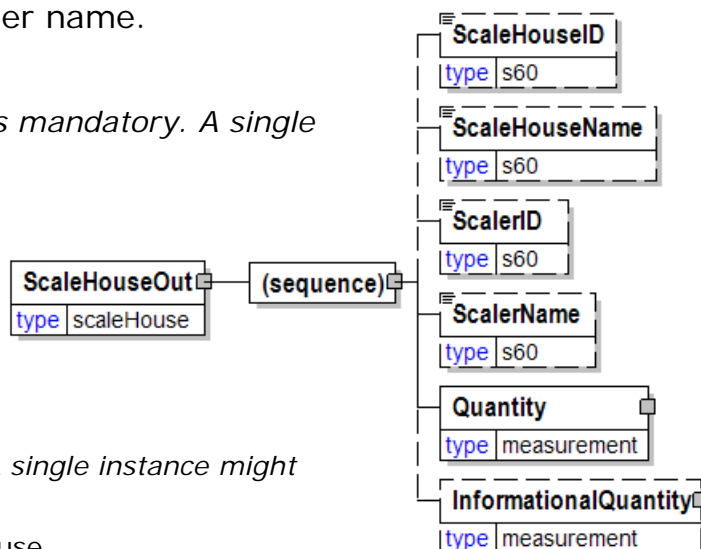 er name.
s mandatory. A single
single instance might
use
ScaleHouseOut
type scaleHouse
(sequence)
ScaleHouseID
type s60
ScaleHouseName
type s60
ScalerID
type s60
ScalerName
type s60
Quantity
type measurement
InformationalQuantity
type measurement